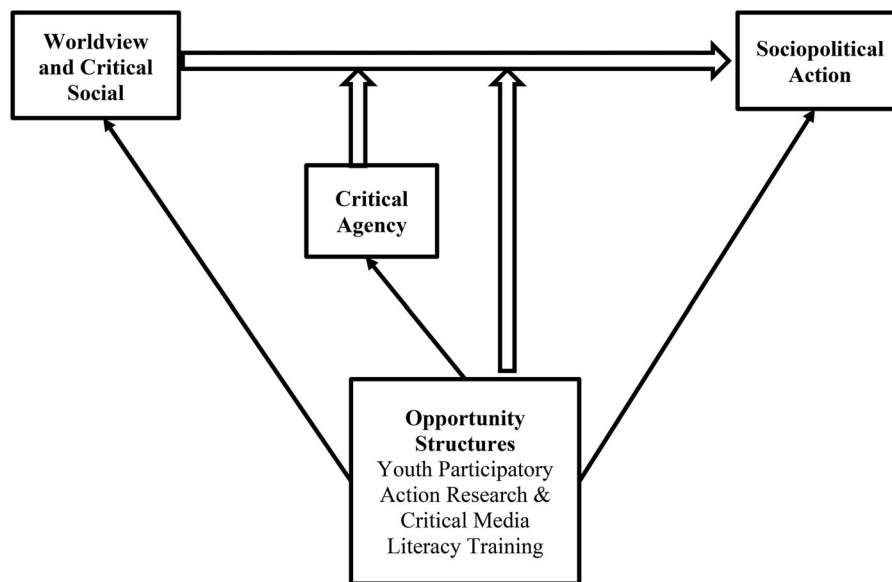 Worldview
and Critical
Social
Sociopolitical
Action
Critical
Agency
Opportunity
Structures
Youth Participatory
Action Research &
Critical Media
Literacy Training